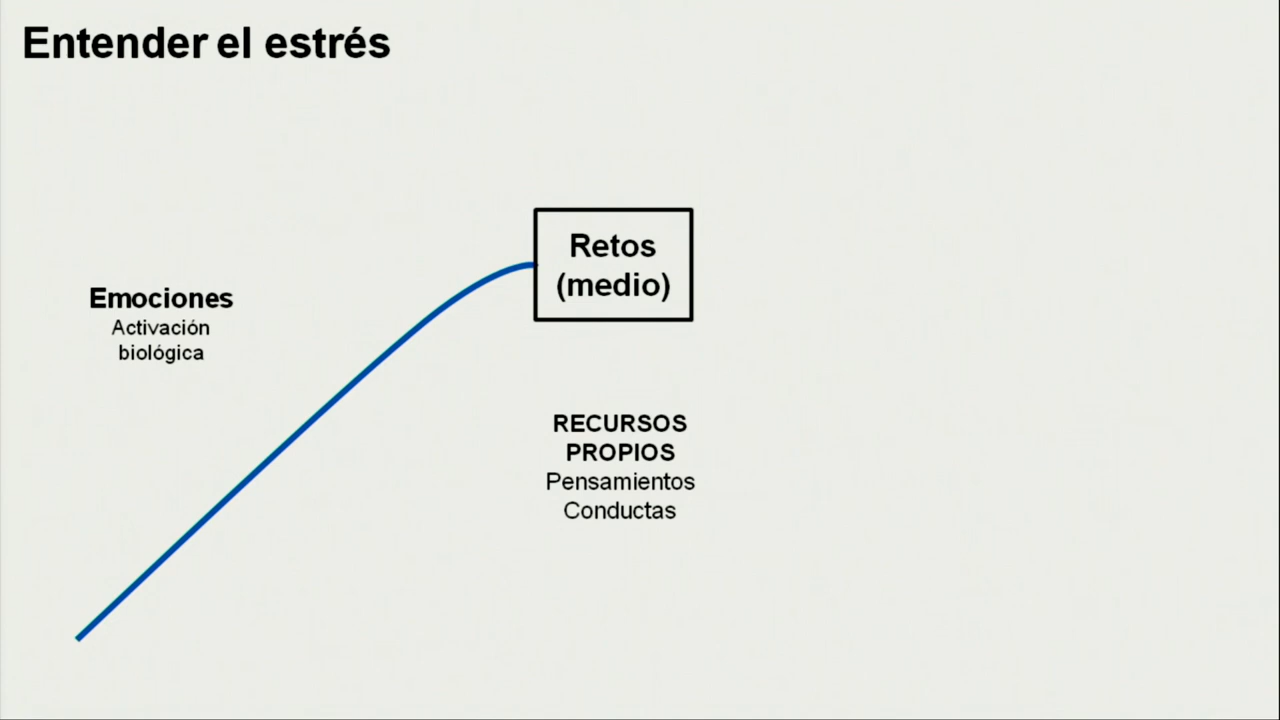 Entender el estrés
Retos
(medio)
Emociones
Activación
biológica
RECURSOS
PROPIOS
Pensamientos
Conductas